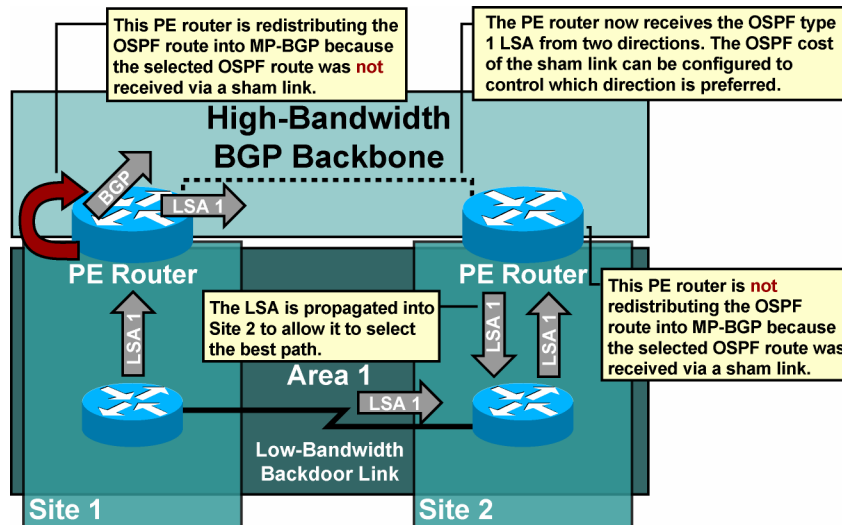 This PE router is redistributing the
OSPF route into MP-BGP because
the selected OSPF route was not
received via a sham link.
The PE router now receives the OSPF type
1 LSA from two directions. The OSPF cost
of the sham link can be configured to
control which direction is preferred.
High-Bandwidth
BGP Backbone
BGP
LSA 1
PE Router
PE Router
This PE router is not
redistributing the OSPF
route into MP-BGP because
the selected OSPF route was
received via a sham link.
The LSA is propagated into
Site 2 to allow it to select
the best path.
LSA 1
LSA 1
LSA 1
Area 1
LSA 1
Low-Bandwidth
Backdoor Link
Site 1
Site 2